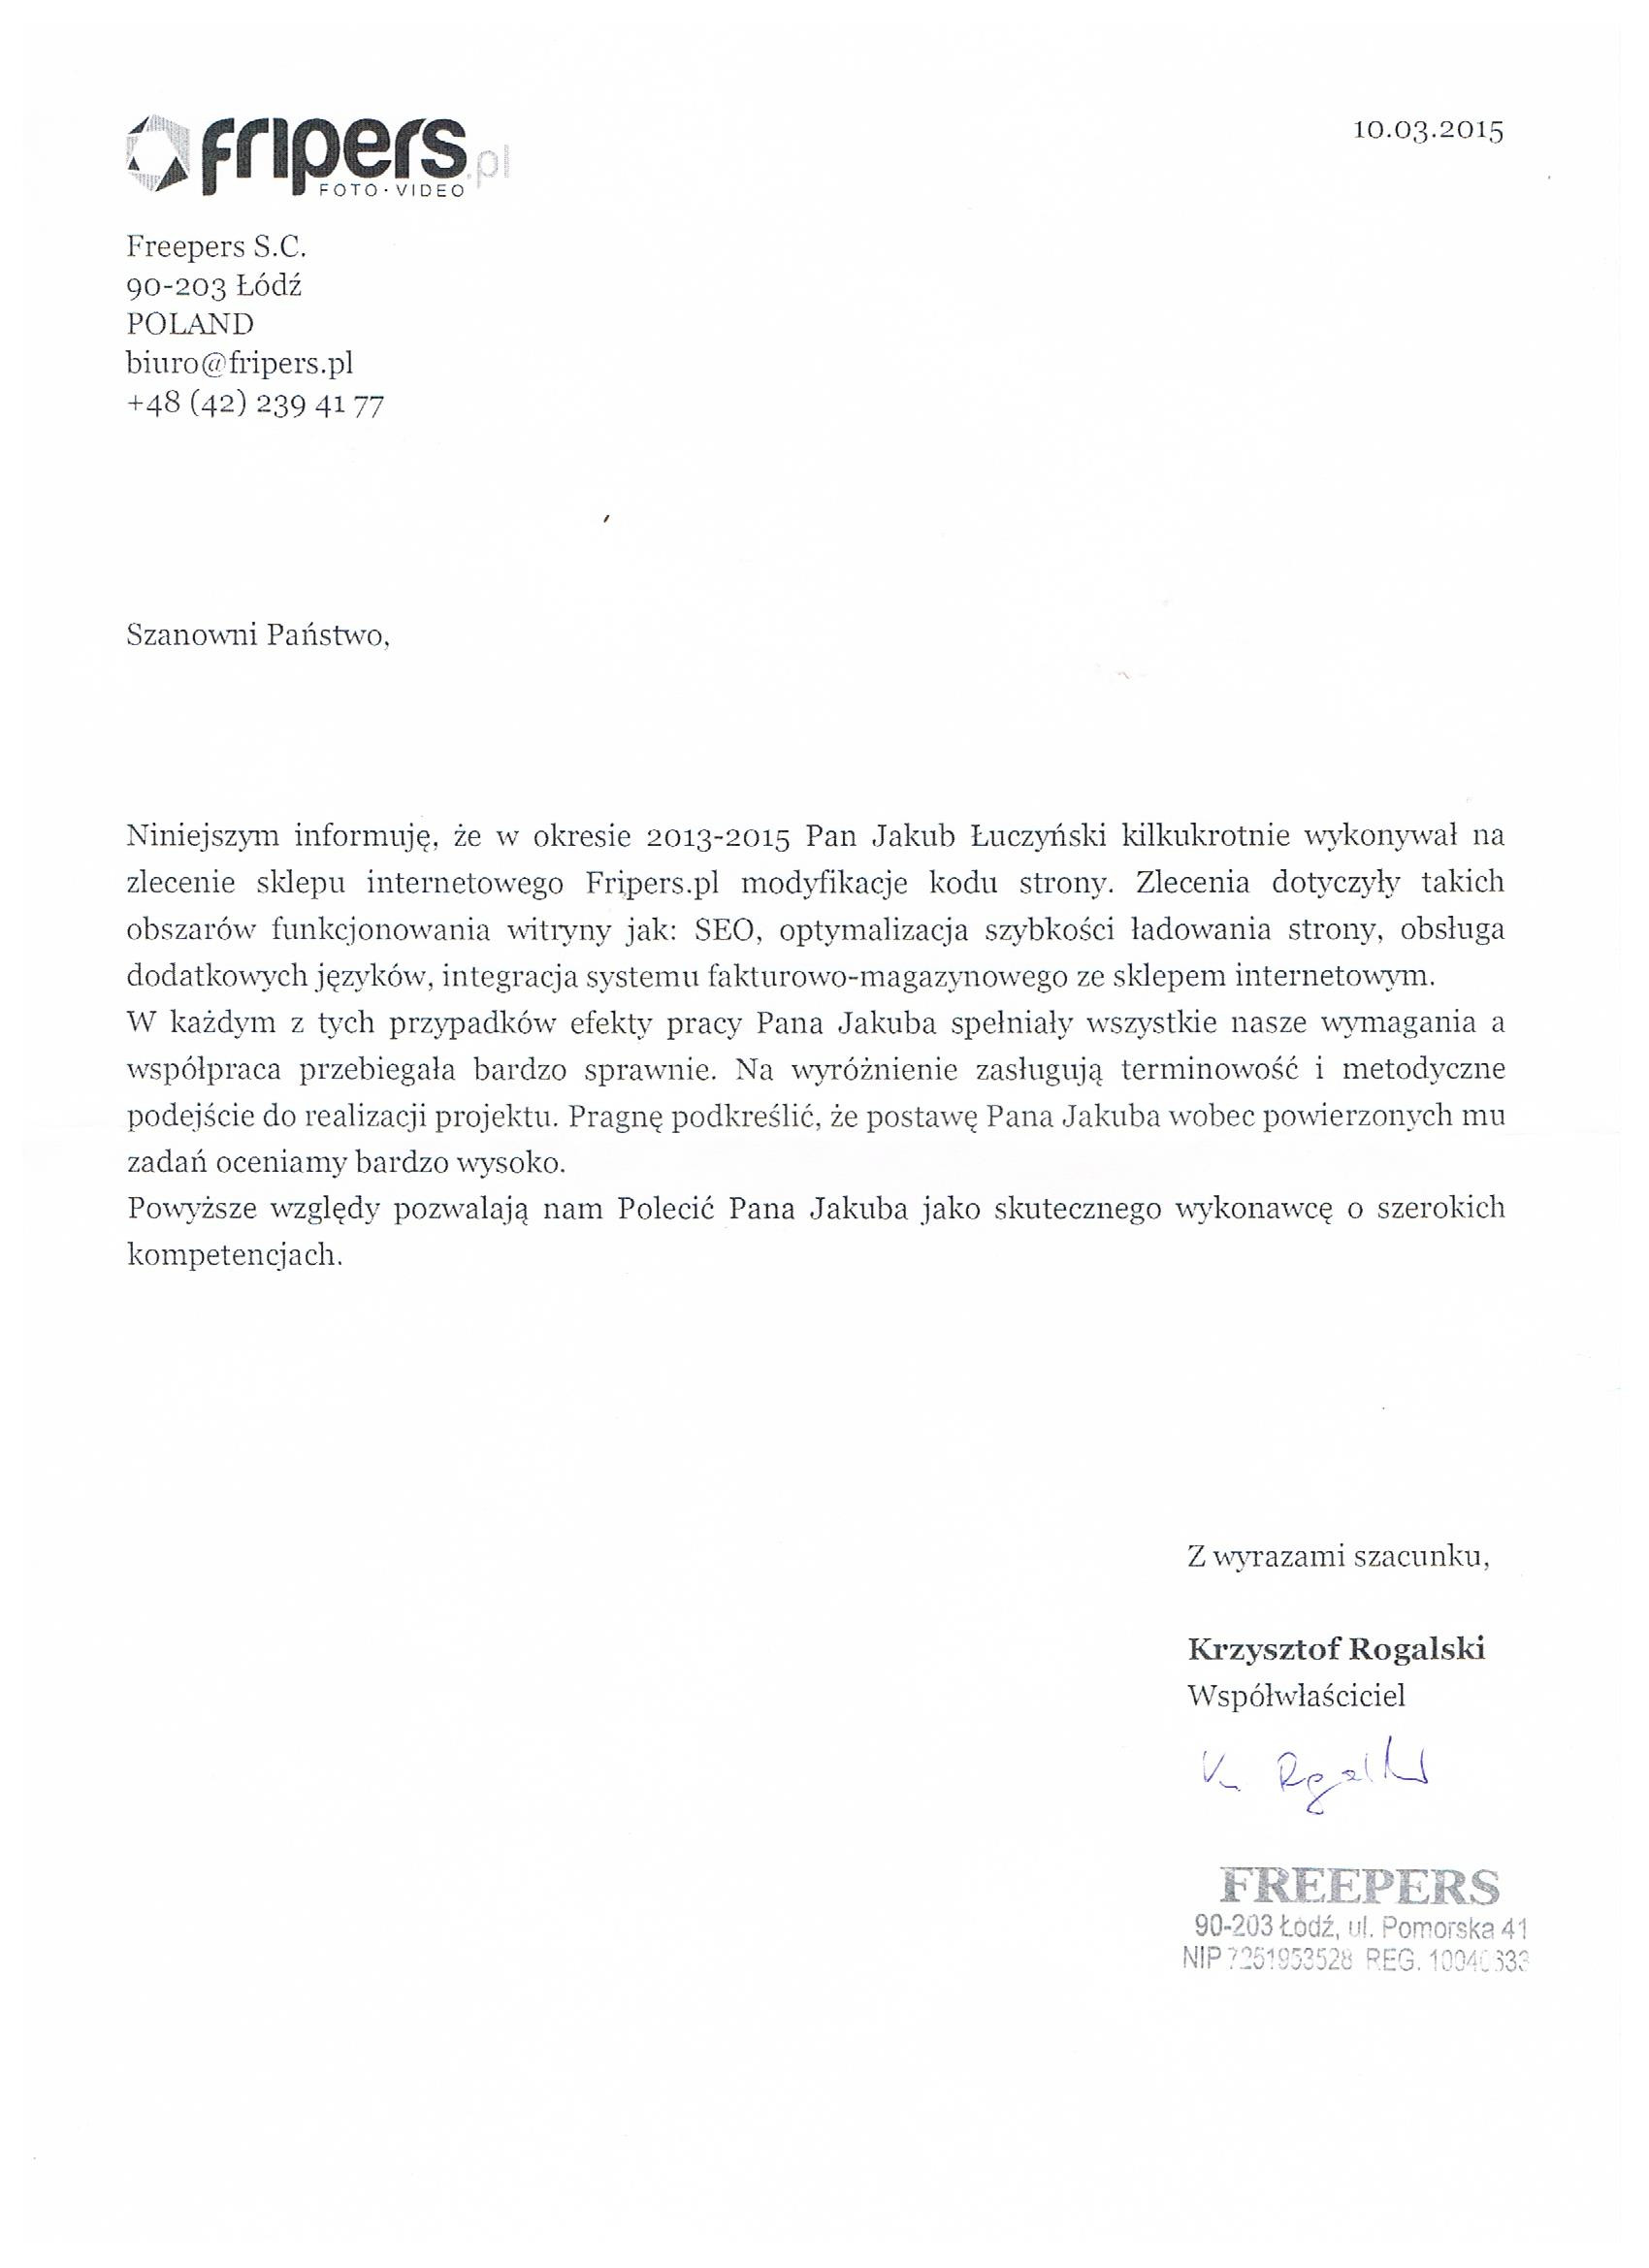 fripers.pl
FOTO · VIDEO
10.03.2015
Freepers S.C.
90-203 Łódź
POLAND
biuro@fripers.pl
+48 (42) 239 41 77
Szanowni Państwo,
Niniejszym informuję, że w okresie 2013-2015 Pan Jakub Łuczyński kilkukrotnie wykonywał na
zlecenie sklepu internetowego Fripers.pl modyfikacje kodu strony. Zlecenia dotyczyły takich
obszarów funkcjonowania witryny jak: SEO, optymalizacja szybkości ładowania strony, obsługa
dodatkowych języków, integracja systemu fakturowo-magazynowego ze sklepem internetowym.
W każdym z tych przypadków efekty pracy Pana Jakuba spełniały wszystkie nasze wymagania a
współpraca przebiegała bardzo sprawnie. Na wyróżnienie zasługują terminowość i metodyczne
podejście do realizacji projektu. Pragnę podkreślić, że postawę Pana Jakuba wobec powierzonych mu
zadań oceniamy bardzo wysoko.
Powyższe względy pozwalają nam Polecić Pana Jakuba jako skutecznego wykonawcę o szerokich
kompetencjach.
Z wyrazami szacunku,
Krzysztof Rogalski
Współwłaściciel
FREEPERS
90-203 Łódź, ul. Pomorska 41
NIP 7251953528 REG.